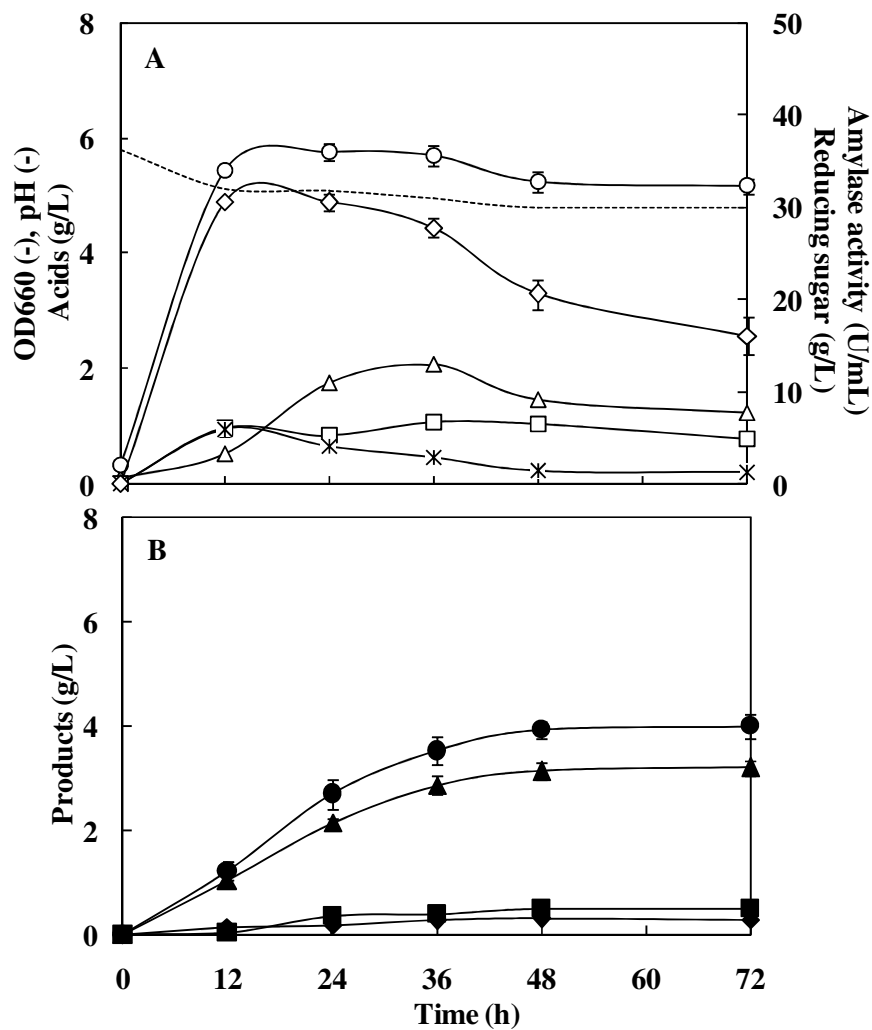 A
8
6
4
2
0
OD660 (-), pH (-)
Acids (g/L)
50
40
30
20
10
0
Amylase activity (U/mL)
Reducing sugar (g/L)
B
8
6
4
2
0
Products (g/L)
0 12 24 36 48 60 72
Time (h)